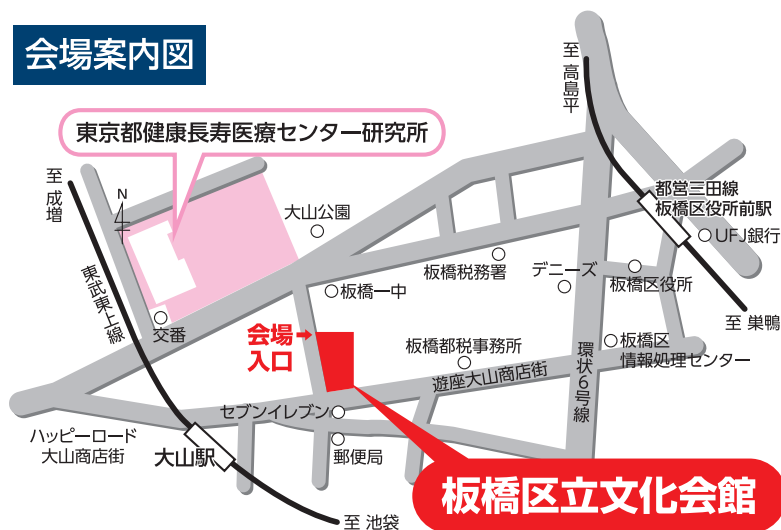 会場案内図
東京都健康長寿医療センター研究所
至 高島平
至 成増
N
大山公園
都営三田線
板橋区役所前駅
UFJ銀行
東武東上線
板橋税務署
デニーズ
板橋区役所
板橋一中
交番
会場
入口
至 巣鴨
板橋都税事務所
板橋区
情報処理センター
環状6号線
遊座大山商店街
セブンイレブン
ハッピーロード
大山商店街
大山駅
郵便局
板橋区立文化会館
至 池袋